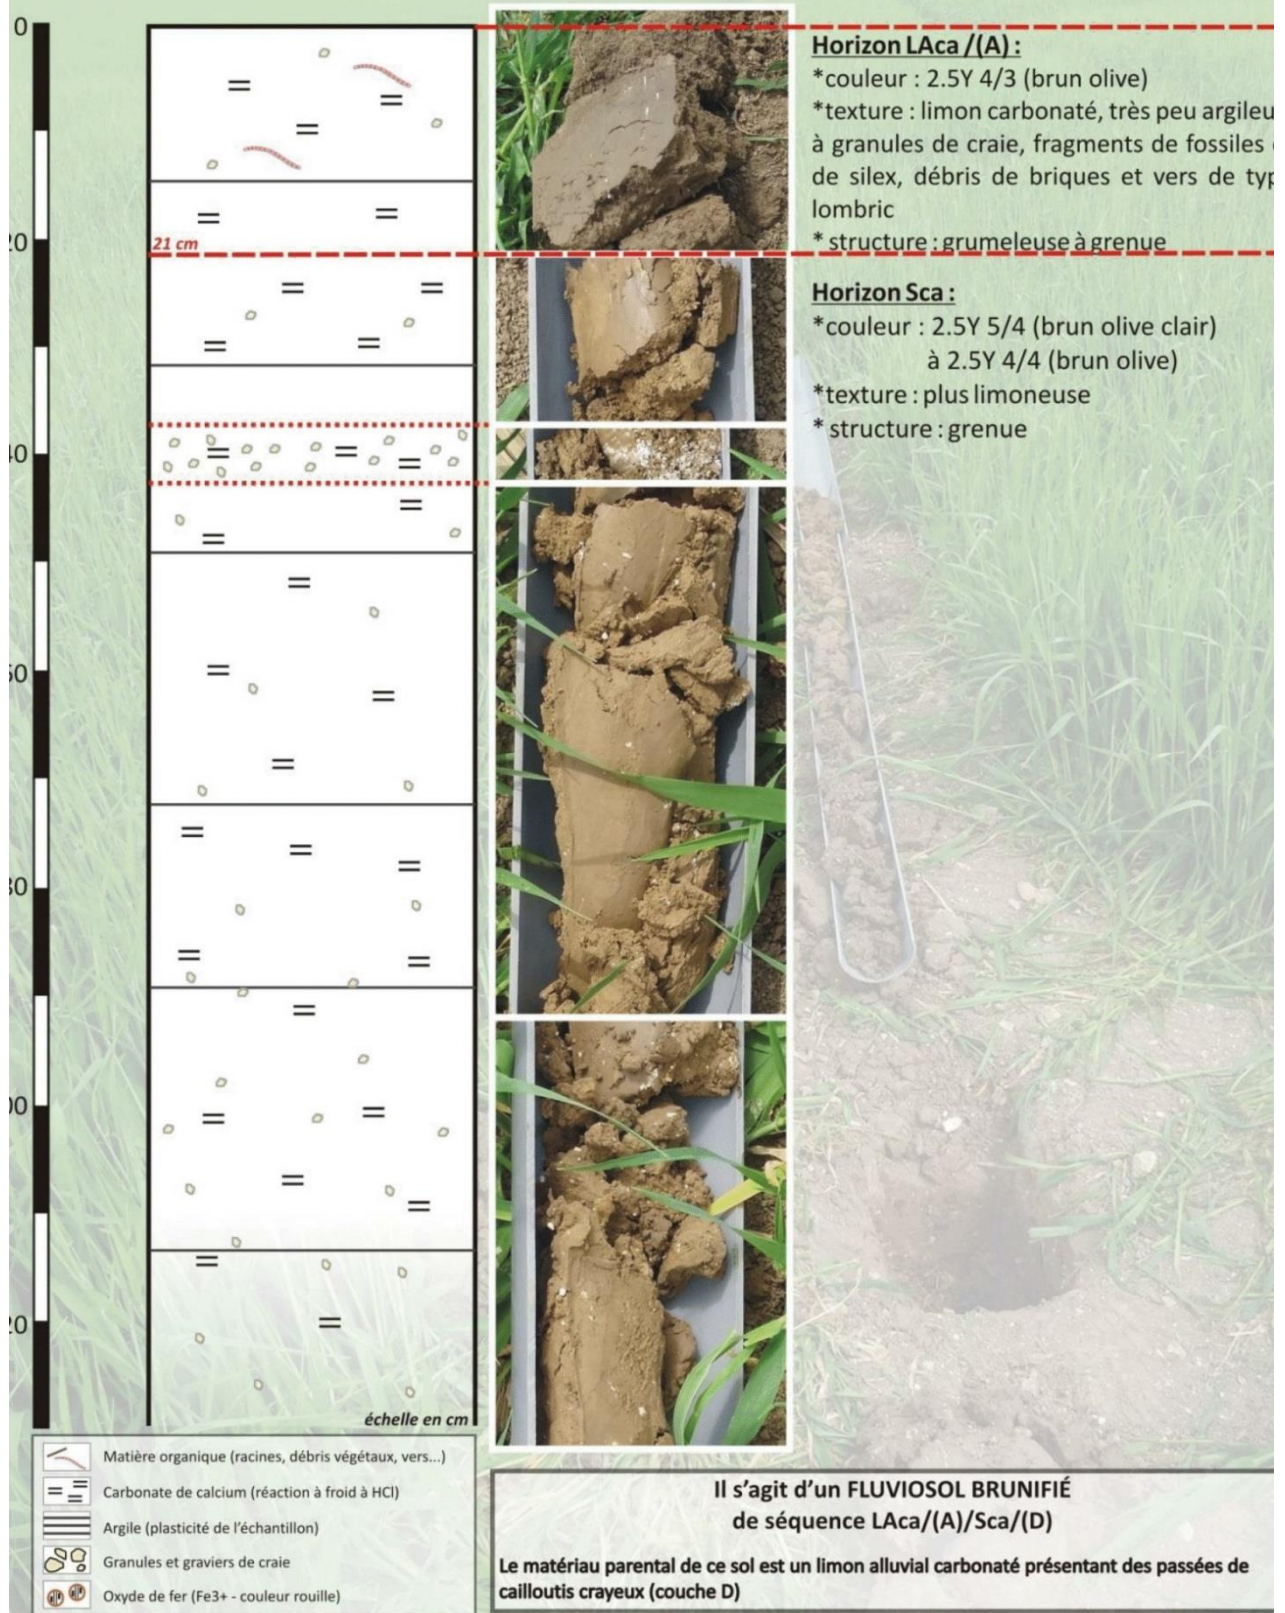 0
Horizon LAca /(A) :
*couleur : 2.5Y 4/3 (brun olive)
*texture : limon carbonaté, très peu argileu
à granules de craie, fragments de fossiles
de silex, débris de briques et vers de typ
lombric
* structure : grumeleuse à grenue
20
21 cm
Horizon Sca :
*couleur : 2.5Y 5/4 (brun olive clair)
à 2.5Y 4/4 (brun olive)
*texture : plus limoneuse
* structure : grenue
40
60
80
00
20
échelle en cm
Matière organique (racines, débris végétaux, vers...)
Carbonate de calcium (réaction à froid à HCl)
Argile (plasticité de l'échantillon)
Granules et graviers de craie
Oxyde de fer (Fe3+ - couleur rouille)
Il s'agit d'un FLUVIOSOL BRUNIFIÉ
de séquence LAca/(A)/Sca/(D)
Le matériau parental de ce sol est un limon alluvial carbonaté présentant des passées de
cailloutis crayeux (couche D)